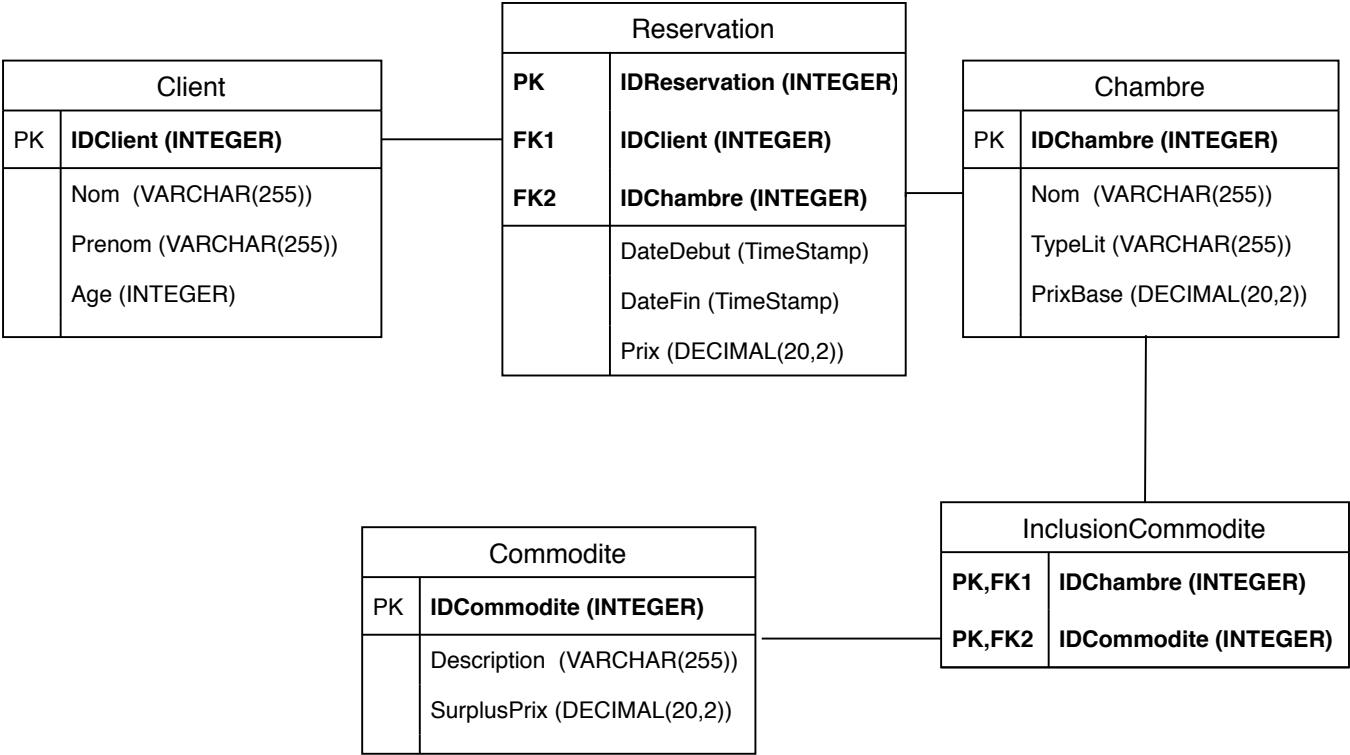 Reservation
PK IDReservation (INTEGER)
FK1 IDClient (INTEGER)
FK2 IDChambre (INTEGER)
DateDebut (TimeStamp)
DateFin (TimeStamp)
Prix (DECIMAL(20,2))
Client
PK IDClient (INTEGER)
Nom (VARCHAR(255))
Prenom (VARCHAR(255))
Age (INTEGER)
Chambre
PK IDChambre (INTEGER)
Nom (VARCHAR(255))
TypeLit (VARCHAR(255))
PrixBase (DECIMAL(20,2))
Commodite
PK IDCommodite (INTEGER)
Description (VARCHAR(255))
SurplusPrix (DECIMAL(20,2))
InclusionCommodite
PK,FK1 IDChambre (INTEGER)
PK,FK2 IDCommodite (INTEGER)